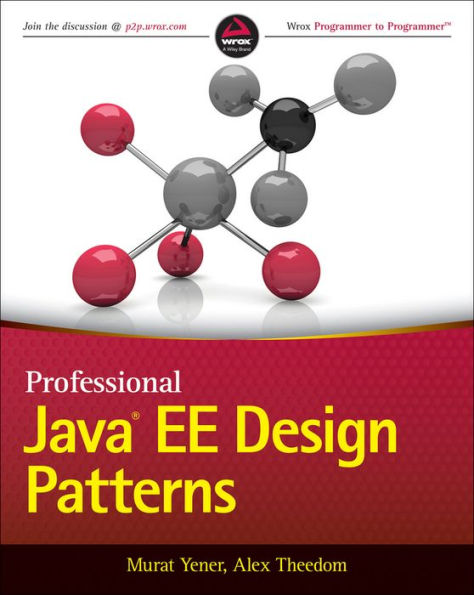 Join the discussion @ p2p.wrox.com
Wrox Programmer to Programmer™
wrox
A Wiley Brand
Professional
Java® EE Design
Patterns
Murat Yener, Alex Theedom